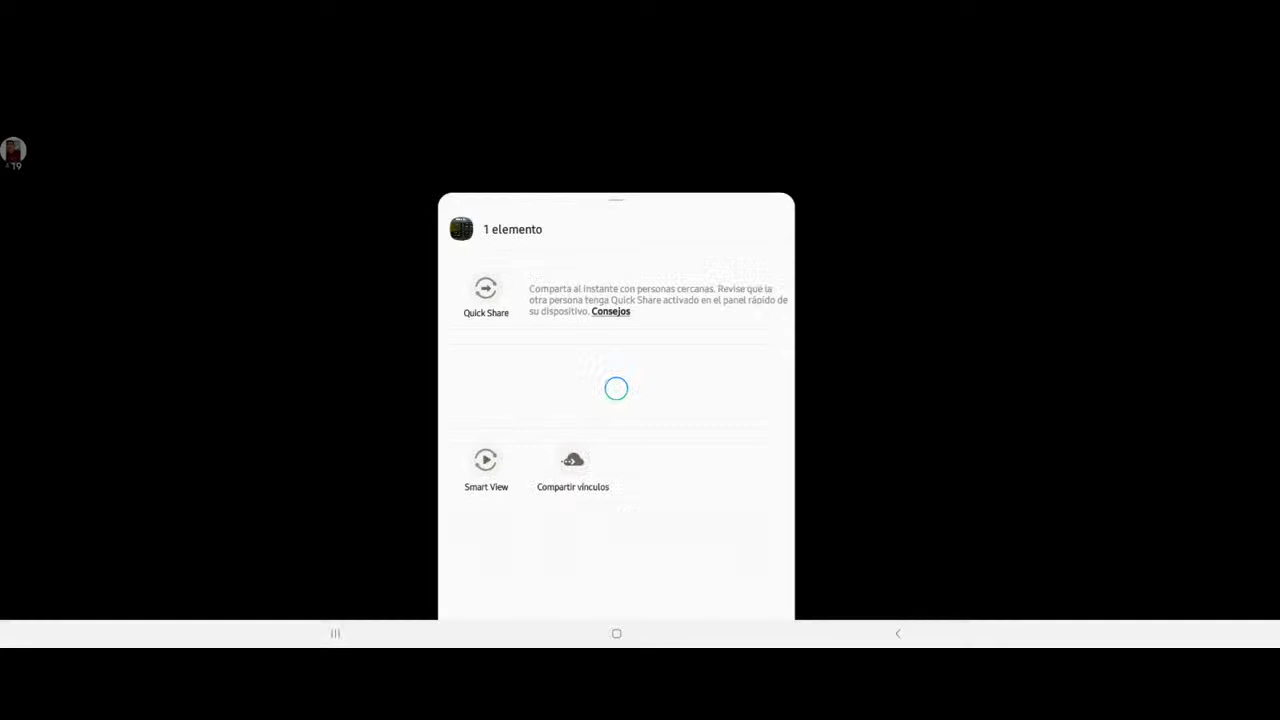 19
1 elemento
Comparta al instante con personas cercanas. Revise que la
otra persona tenga Quick Share activado en el panel rápido de
su dispositivo. Consejos
Quick Share
Smart View
Compartir vínculos